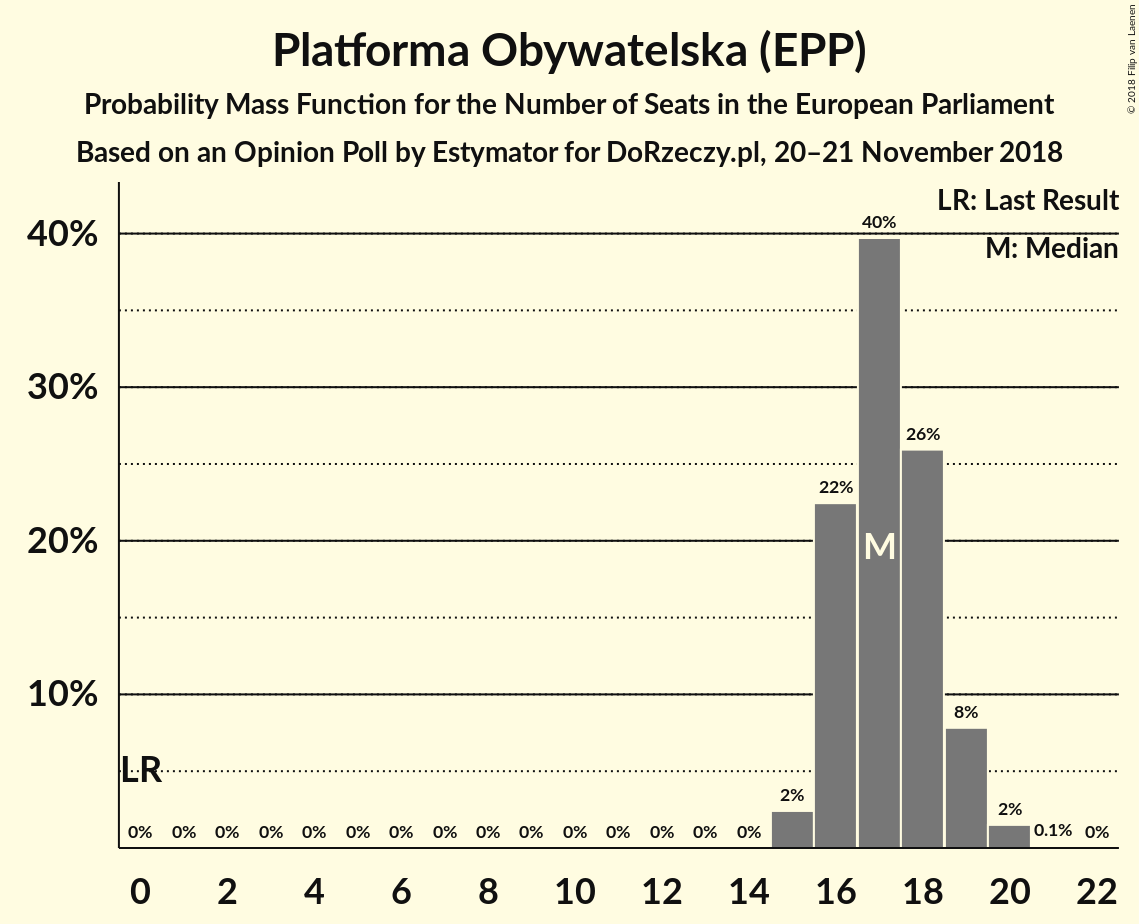 Platforma Obywatelska (EPP)
Probability Mass Function for the Number of Seats in the European Parliament
Based on an Opinion Poll by Estymator for DoRzeczy.pl, 20–21 November 2018
© 2018 Filip van Laenen
LR: Last Result
M: Median
40%
30%
20%
10%
40%
26%
22%
M
8%
LR
2%
2%
0% 0% 0% 0% 0% 0% 0% 0% 0% 0% 0% 0% 0% 0% 0% 0.1% 0%
0 2 4 6 8 10 12 14 16 18 20 22